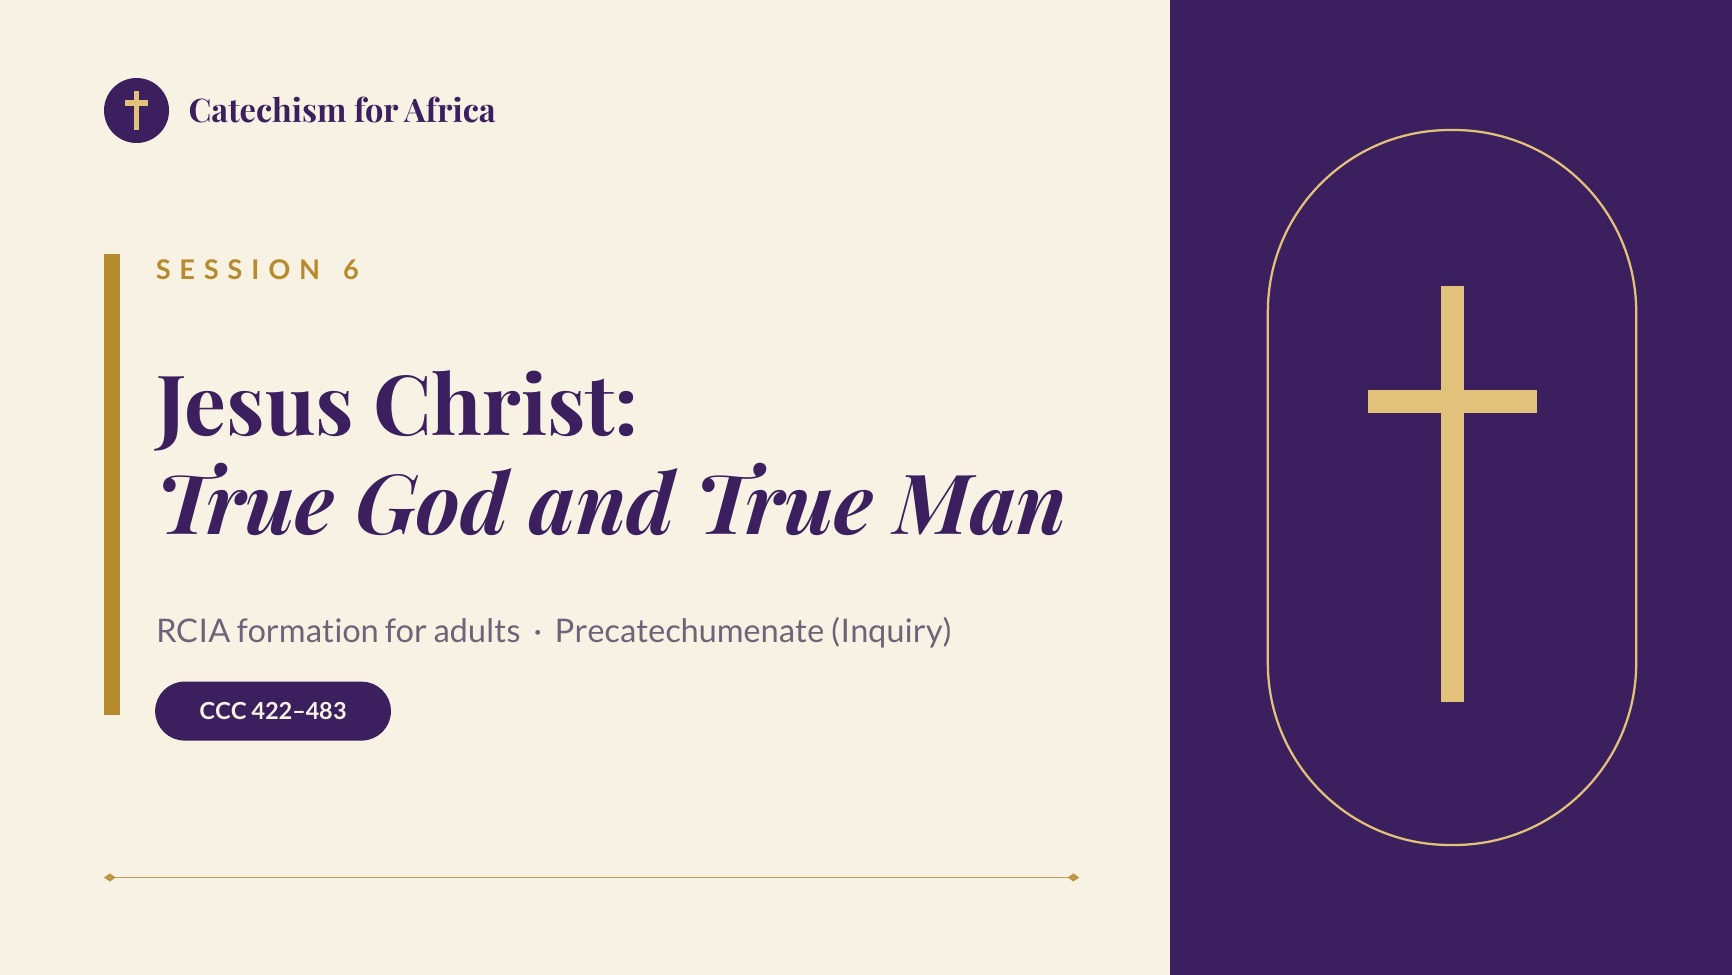 Catechism for Africa
SESSION 6
Jesus Christ:
True God and True Man
RCIA formation for adults · Precatechumenate (Inquiry)
CCC 422–483